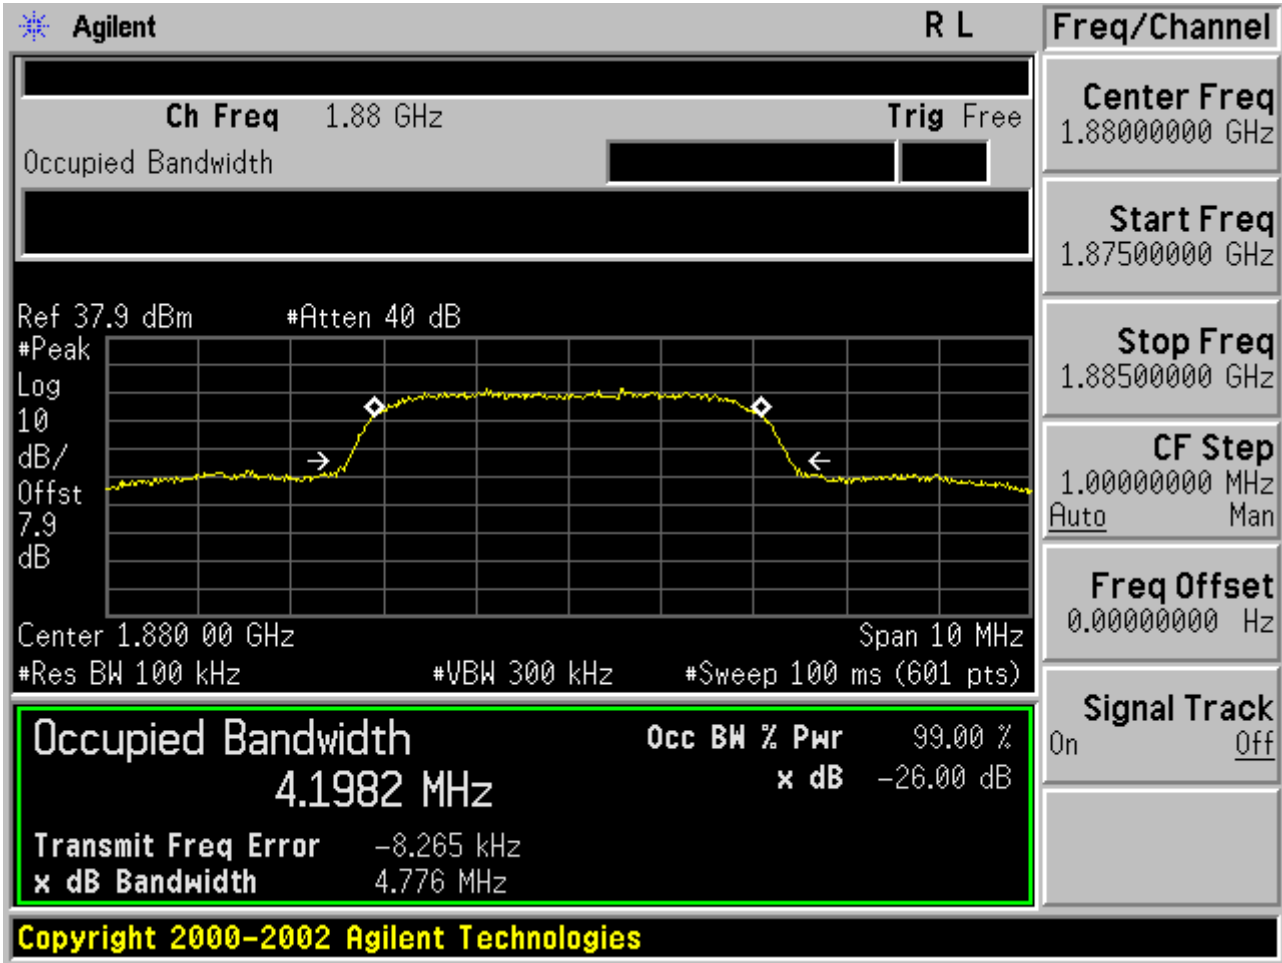 Agilent R L
Ch Freq 1.88 GHz Trig Free
Occupied Bandwidth
Ref 37.9 dBm #Atten 40 dB
#Peak
Log
10
dB/
Offst
7.9
dB
Center 1.880 00 GHz Span 10 MHz
#Res BW 100 kHz #VBW 300 kHz #Sweep 100 ms (601 pts)
Occupied Bandwidth Occ BW % Pwr 99.00 %
4.1982 MHz x dB -26.00 dB
Transmit Freq Error -8.265 kHz
x dB Bandwidth 4.776 MHz
Copyright 2000-2002 Agilent Technologies
Freq/Channel
Center Freq
1.88000000 GHz
Start Freq
1.87500000 GHz
Stop Freq
1.88500000 GHz
CF Step
1.00000000 MHz
Auto Man
Freq Offset
0.00000000 Hz
Signal Track
On Off